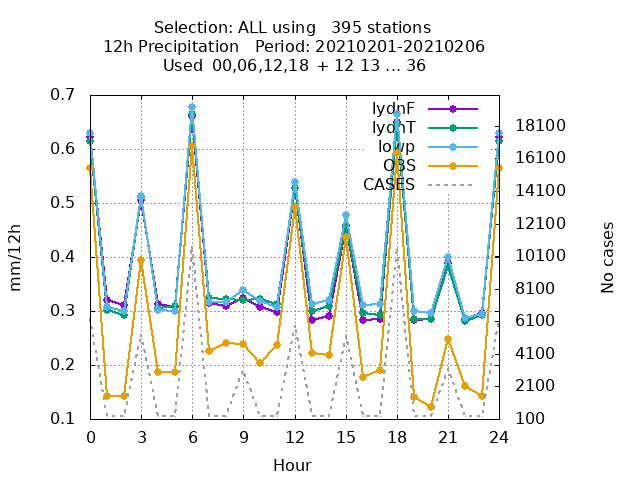 Selection: ALL using   395 stations
12h Precipitation   Period: 20210201-20210206
Used  00,06,12,18  + 12 13 ... 36
0.7
0.6
0.5
0.4
0.3
0.2
0.1
mm/12h
lydnF
lydnT
lowp
OBS
CASES
18100
16100
14100
12100
10100
8100
6100
4100
2100
100
No cases
0 3 6 9 12 15 18 21 24
Hour